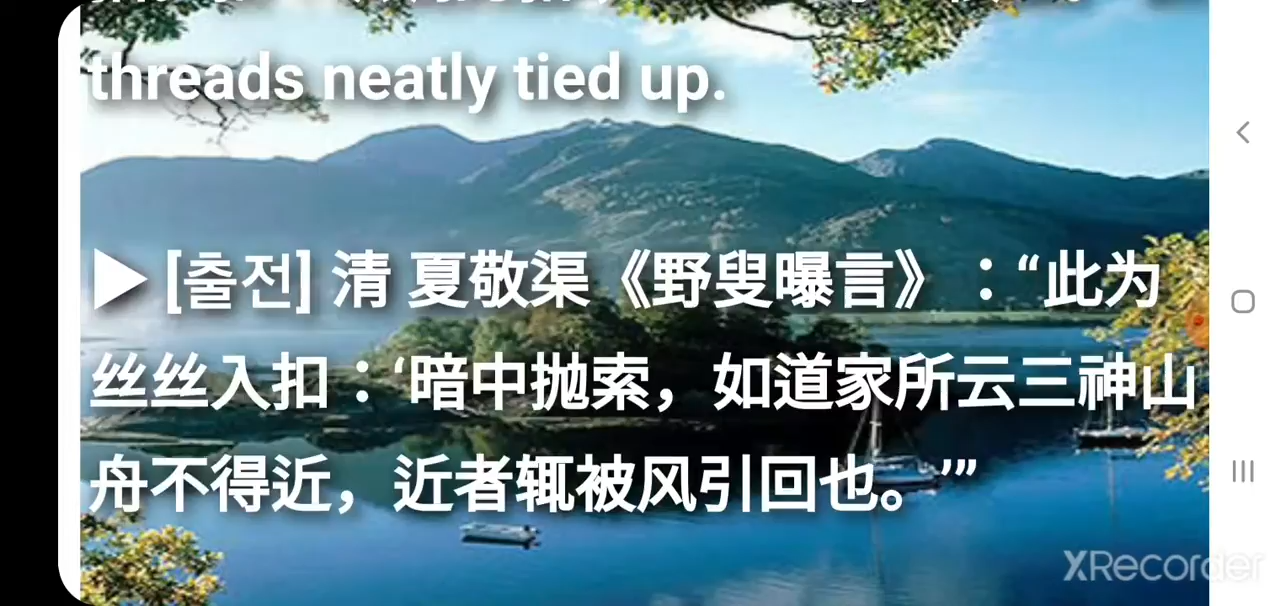 threads neatly tied up.
▶ [출전] 清 夏敬渠《野叟曝言》：“此为
丝丝入扣：‘暗中抛索，如道家所云三神山
舟不得近，近者辄被风引回也。’”
XRecorder